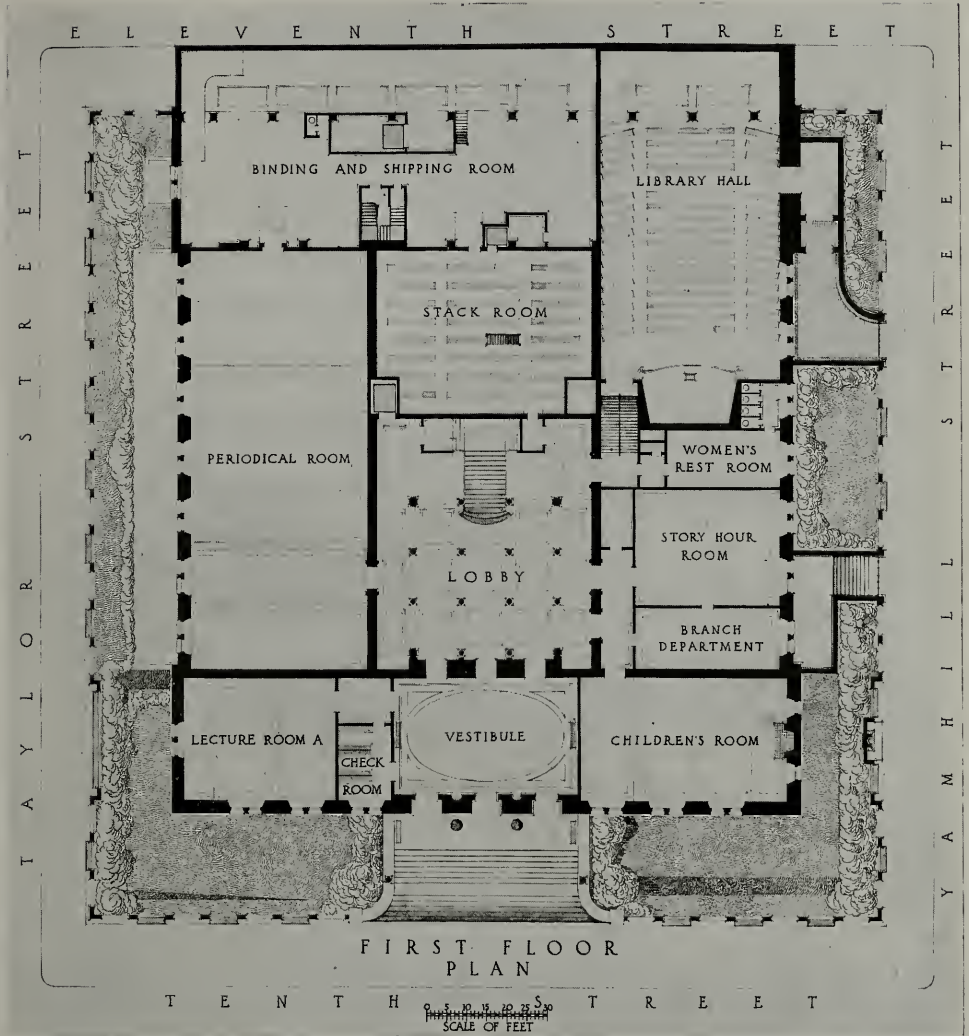 ELEVENTH STREET
TAYLOR STREET
YAMHILL STREET
BINDING AND SHIPPING ROOM
LIBRARY HALL
STACK ROOM
PERIODICAL ROOM
WOMEN'S
REST ROOM
STORY HOUR
ROOM
LOBBY
BRANCH
DEPARTMENT
LECTURE ROOM A
CHECK
ROOM
VESTIBULE
CHILDREN'S ROOM
FIRST FLOOR
PLAN
TENTH STREET
0 5 10 15 20 25 30
SCALE OF FEET